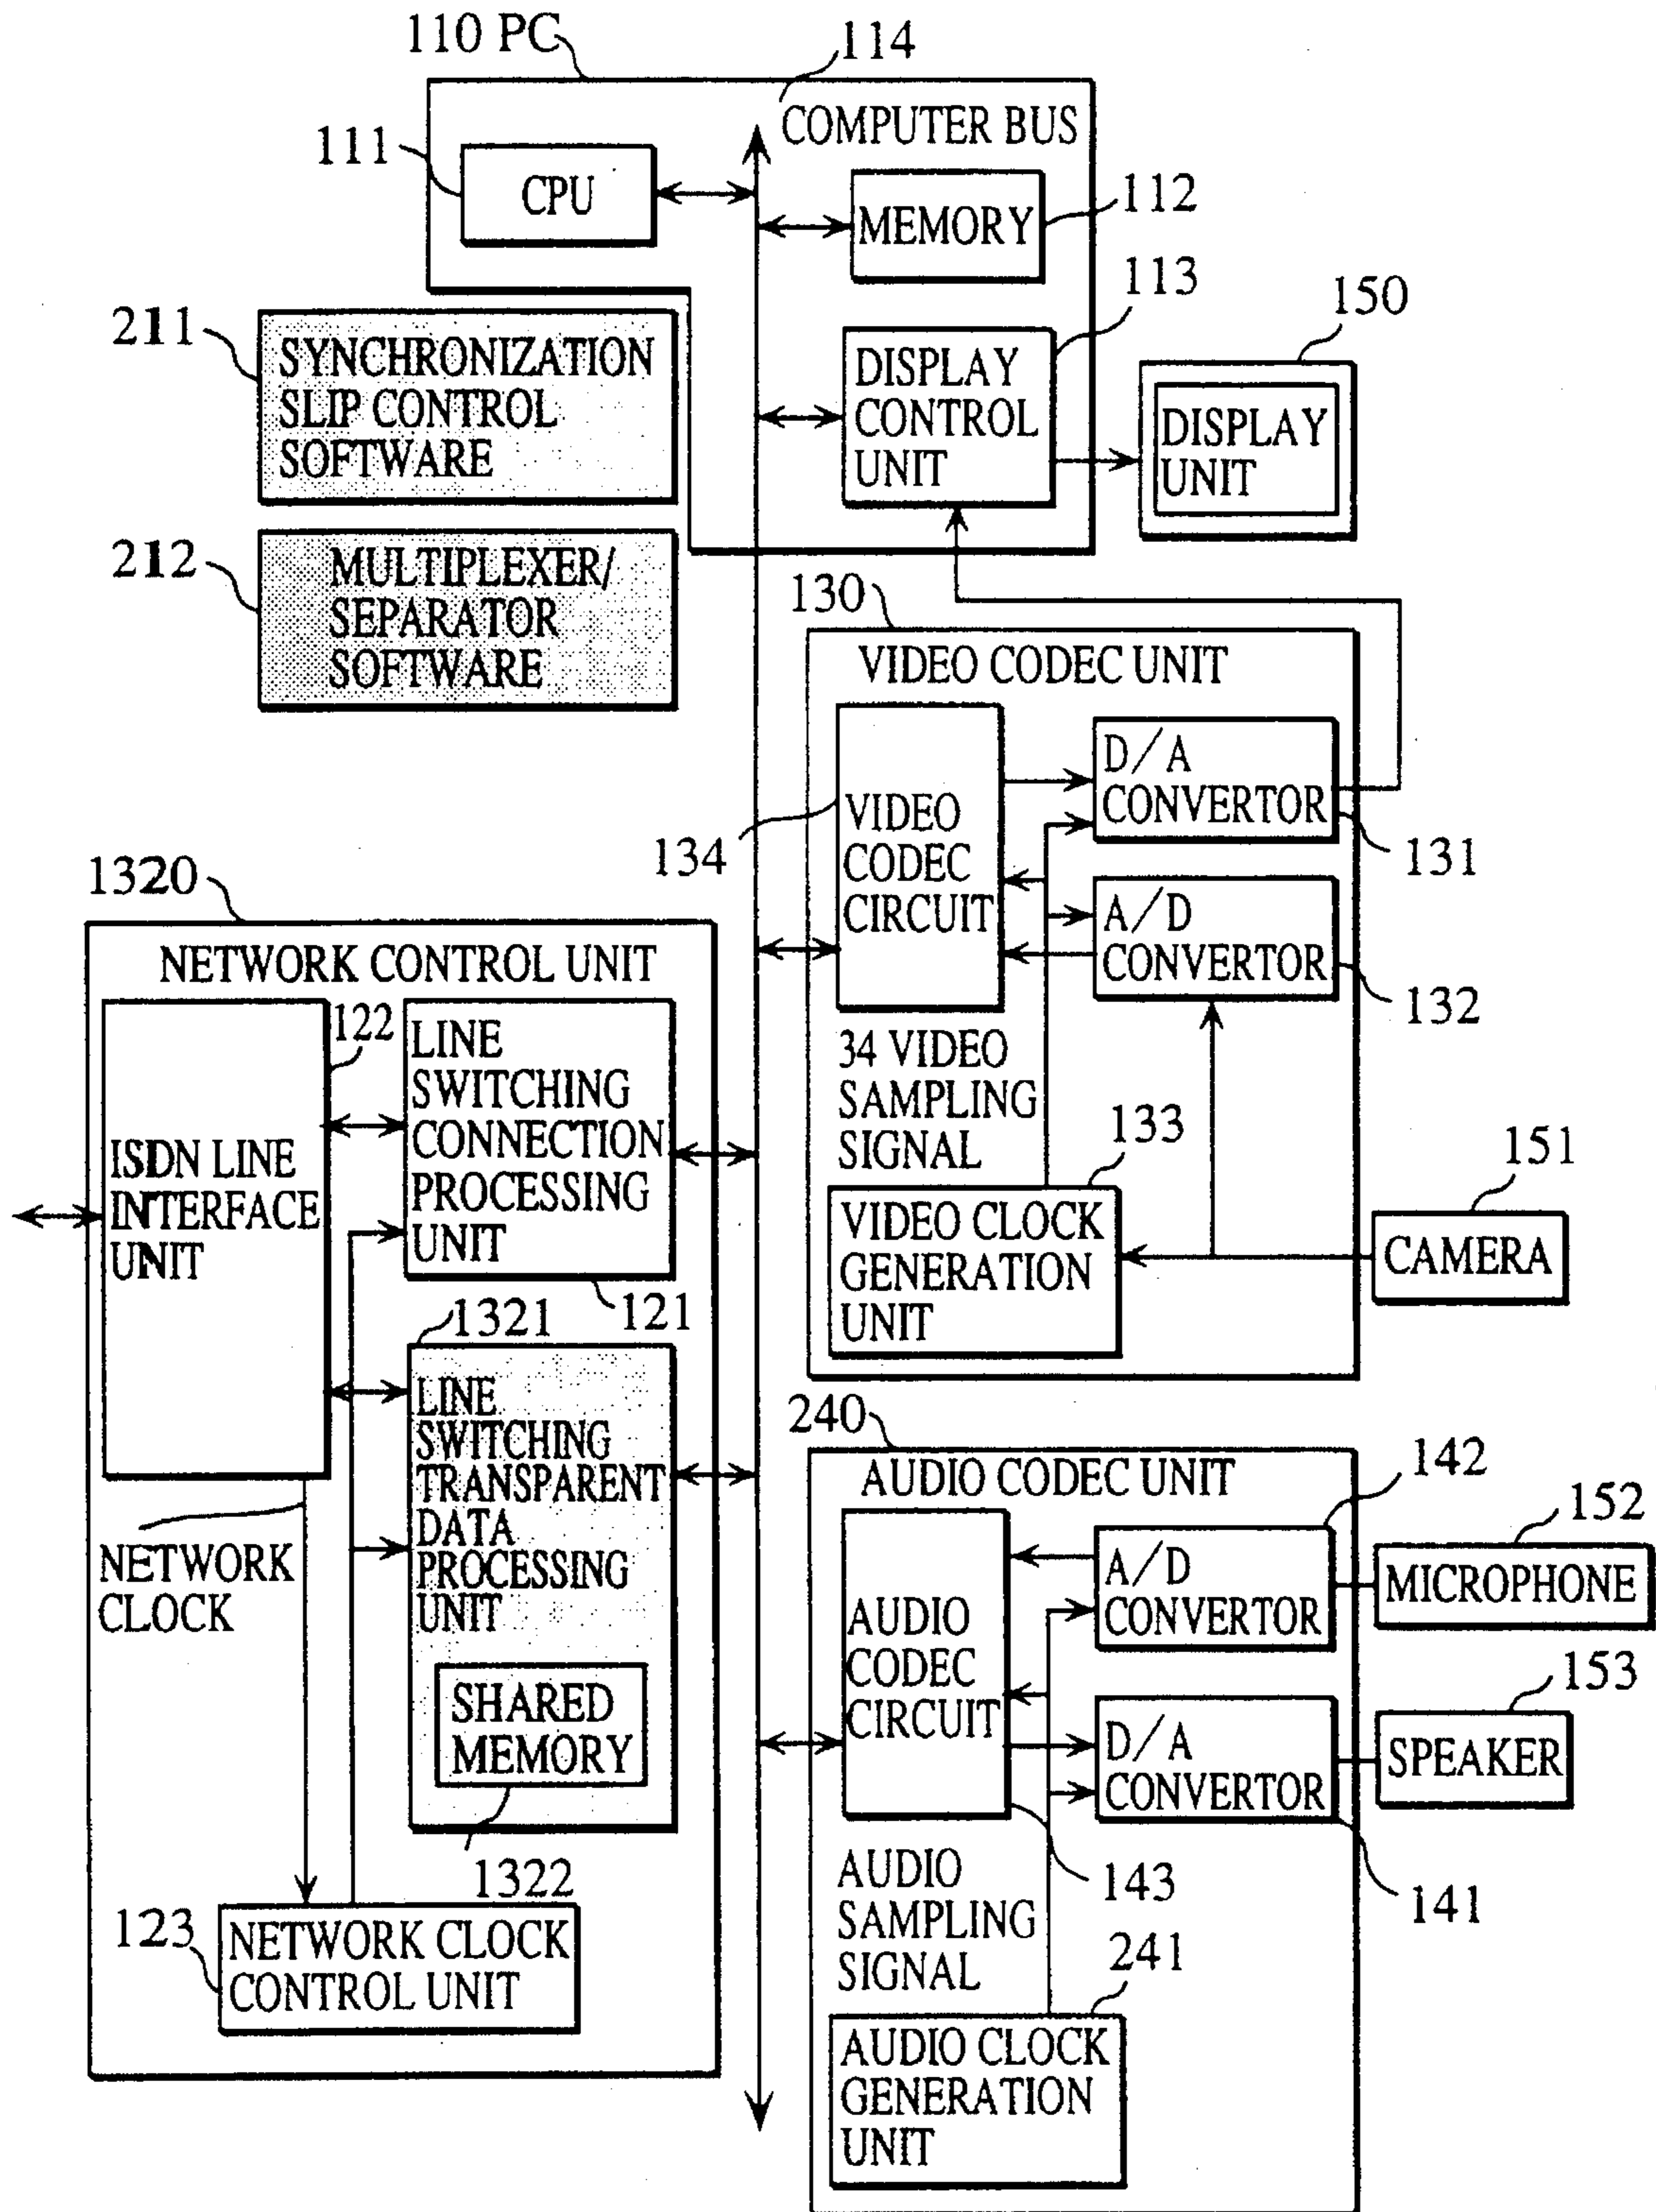 110 PC
114
COMPUTER BUS
111
CPU
MEMORY
112
113
DISPLAY
CONTROL
UNIT
150
DISPLAY
UNIT
211
SYNCHRONIZATION
SLIP CONTROL
SOFTWARE
212
MULTIPLEXER/
SEPARATOR
SOFTWARE
130
VIDEO CODEC UNIT
134
VIDEO
CODEC
CIRCUIT
D/A
CONVERTOR
131
A/D
CONVERTOR
132
34 VIDEO
SAMPLING
SIGNAL
133
VIDEO CLOCK
GENERATION
UNIT
151
CAMERA
1320
NETWORK CONTROL UNIT
122
ISDN LINE
INTERFACE
UNIT
LINE
SWITCHING
CONNECTION
PROCESSING
UNIT
121
1321
LINE
SWITCHING
TRANSPARENT
DATA
PROCESSING
UNIT
SHARED
MEMORY
1322
NETWORK
CLOCK
123
NETWORK CLOCK
CONTROL UNIT
240
AUDIO CODEC UNIT
142
152
A/D
CONVERTOR
MICROPHONE
AUDIO
CODEC
CIRCUIT
153
D/A
CONVERTOR
SPEAKER
143
141
AUDIO
SAMPLING
SIGNAL
241
AUDIO CLOCK
GENERATION
UNIT